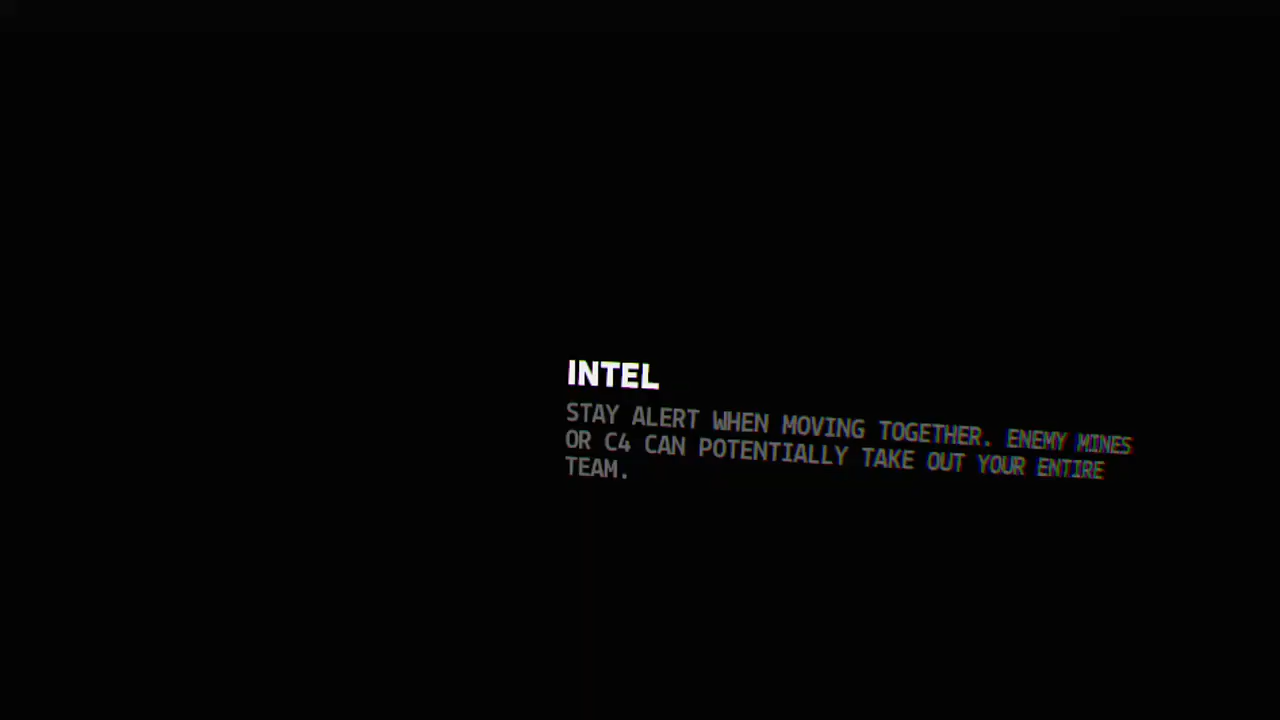 INTEL
STAY ALERT WHEN MOVING TOGETHER. ENEMY MINES
OR C4 CAN POTENTIALLY TAKE OUT YOUR ENTIRE
TEAM.